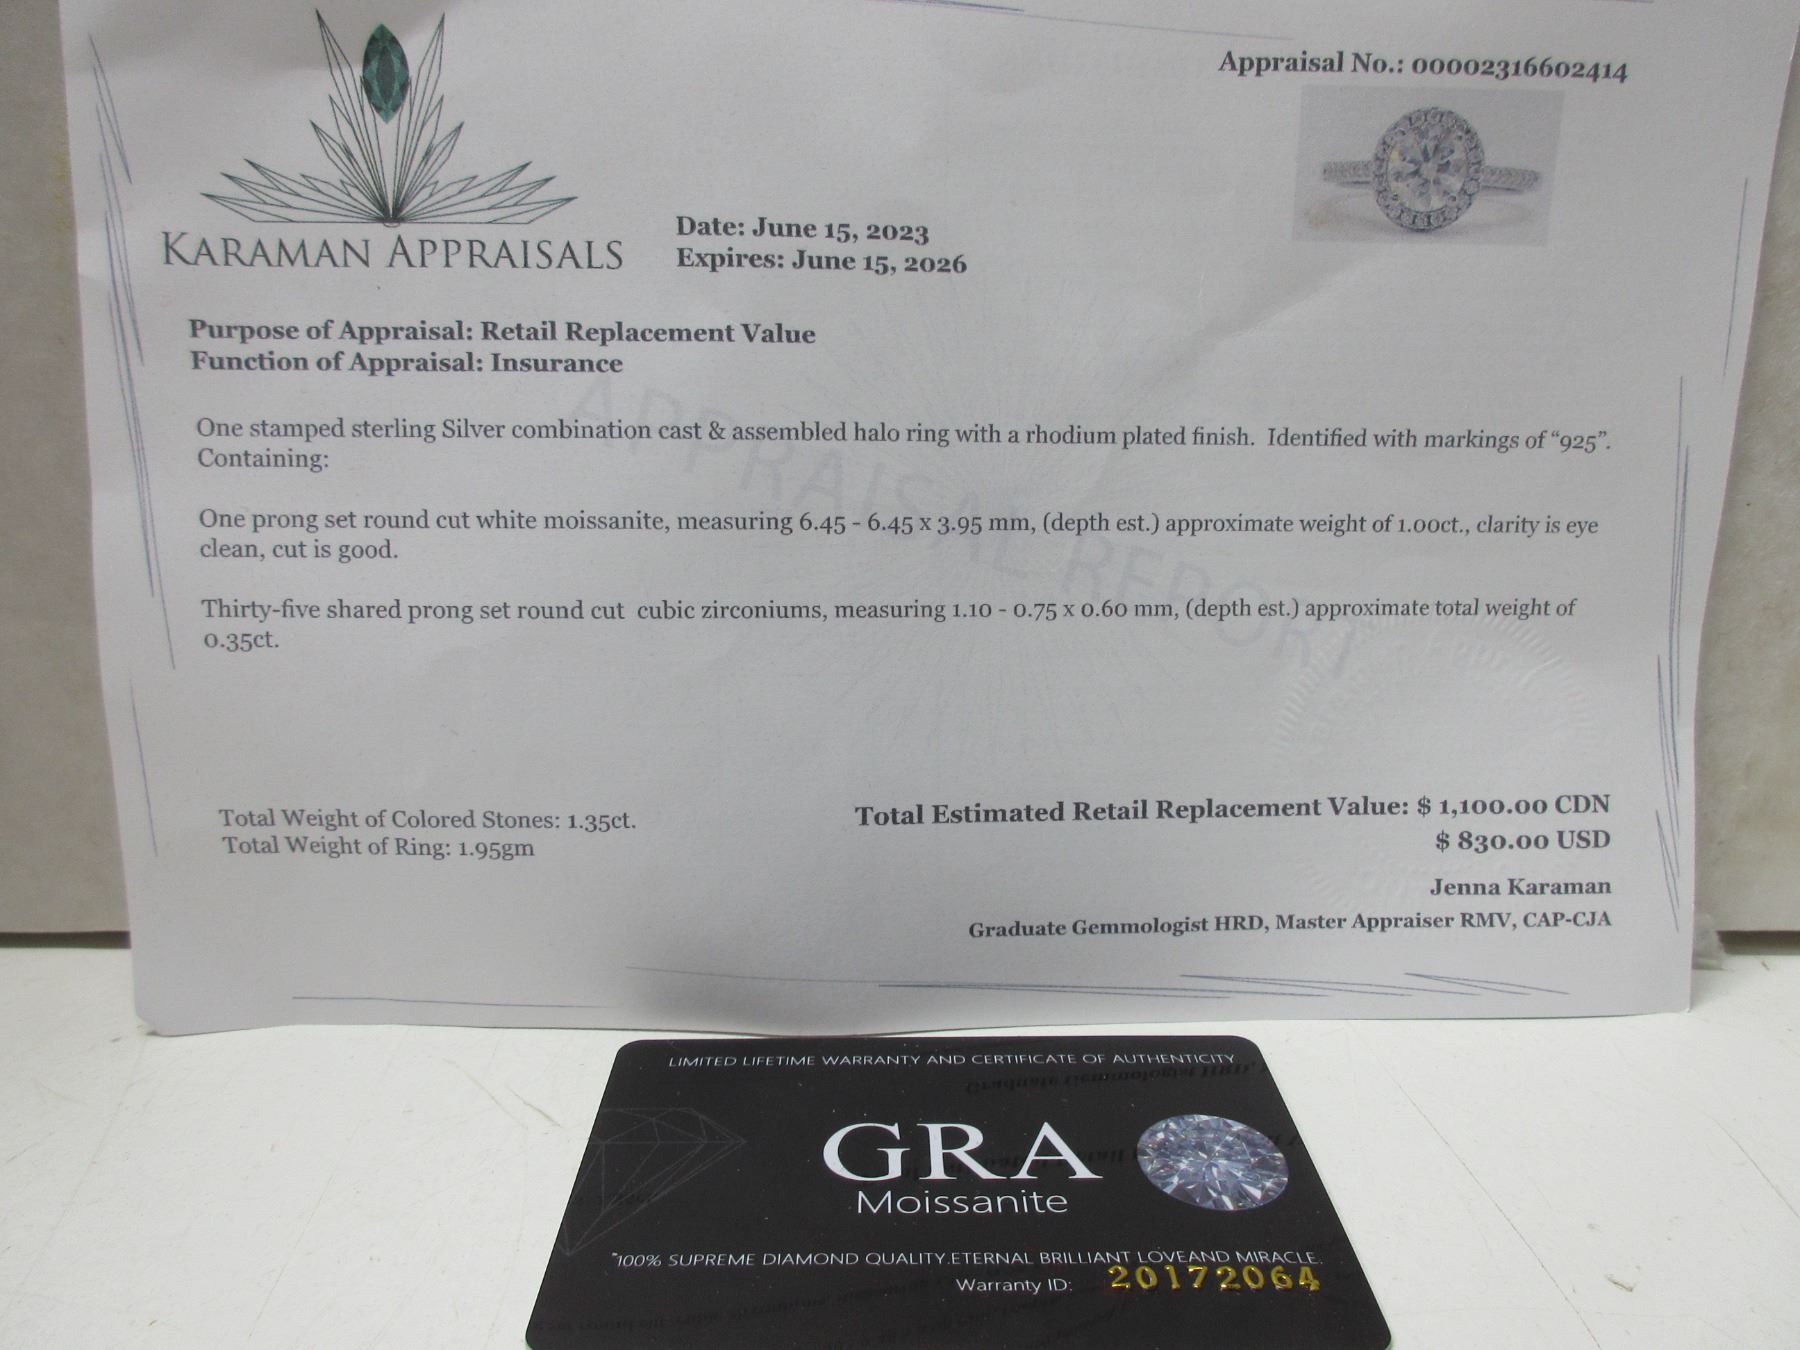 Appraisal No.: 00002316602414
KARAMAN APPRAISALS
Date: June 15, 2023
Expires: June 15, 2026
Purpose of Appraisal: Retail Replacement Value
Function of Appraisal: Insurance
APPRAISAL REPORT
One stamped sterling Silver combination cast & assembled halo ring with a rhodium plated finish. Identified with markings of “925”.
Containing:
One prong set round cut white moissanite, measuring 6.45 - 6.45 x 3.95 mm, (depth est.) approximate weight of 1.00ct., clarity is eye
clean, cut is good.
Thirty-five shared prong set round cut cubic zirconiums, measuring 1.10 - 0.75 x 0.60 mm, (depth est.) approximate total weight of
0.35ct.
Total Weight of Colored Stones: 1.35ct.
Total Weight of Ring: 1.95gm
Total Estimated Retail Replacement Value: $ 1,100.00 CDN
$ 830.00 USD
Jenna Karaman
Graduate Gemmologist HRD, Master Appraiser RMV, CAP-CJA
LIMITED LIFETIME WARRANTY AND CERTIFICATE OF AUTHENTICITY
GRA
Moissanite
"100% SUPREME DIAMOND QUALITY.ETERNAL BRILLIANT LOVEAND MIRACLE.
Warranty ID: 20172064